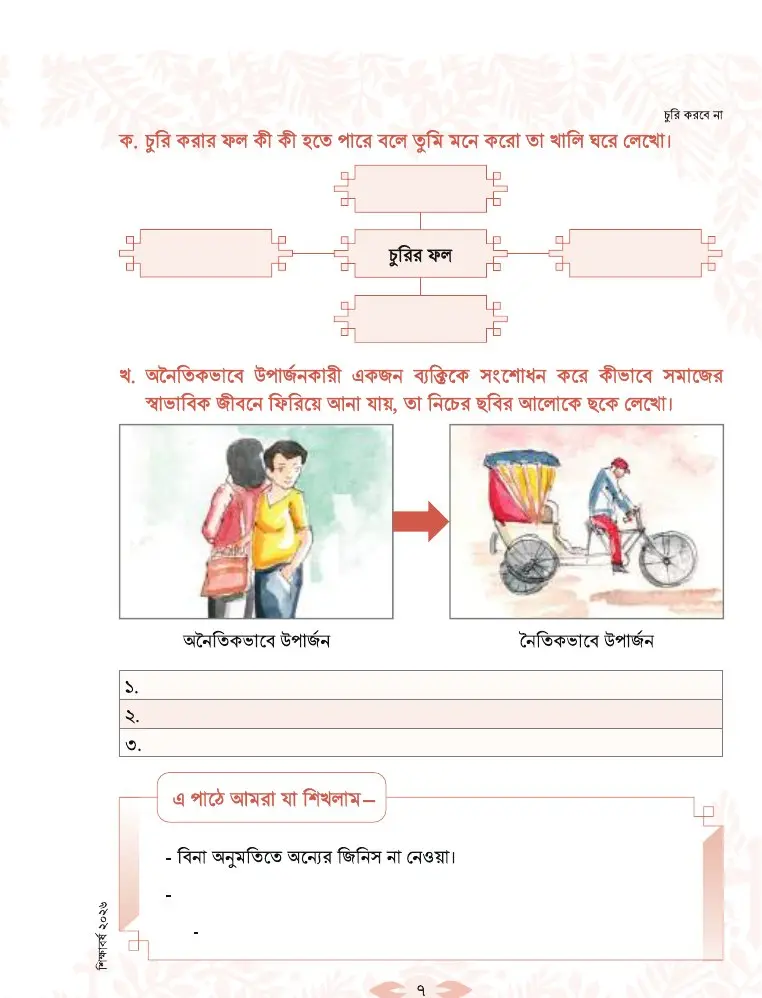 চুরি করবে না
ক. চুরি করার ফল কী কী হতে পারে বলে তুমি মনে করো তা খালি ঘরে লেখো।
চুরির ফল
খ. অনৈতিকভাবে উপার্জনকারী একজন ব্যক্তিকে সংশোধন করে কীভাবে সমাজের
স্বাভাবিক জীবনে ফিরিয়ে আনা যায়, তা নিচের ছবির আলোকে ছকে লেখো।
অনৈতিকভাবে উপার্জন
নৈতিকভাবে উপার্জন
১.
২.
৩.
এ পাঠে আমরা যা শিখলাম–
- বিনা অনুমতিতে অন্যের জিনিস না নেওয়া।
-
-
শিক্ষাবর্ষ ২০২৬
৭